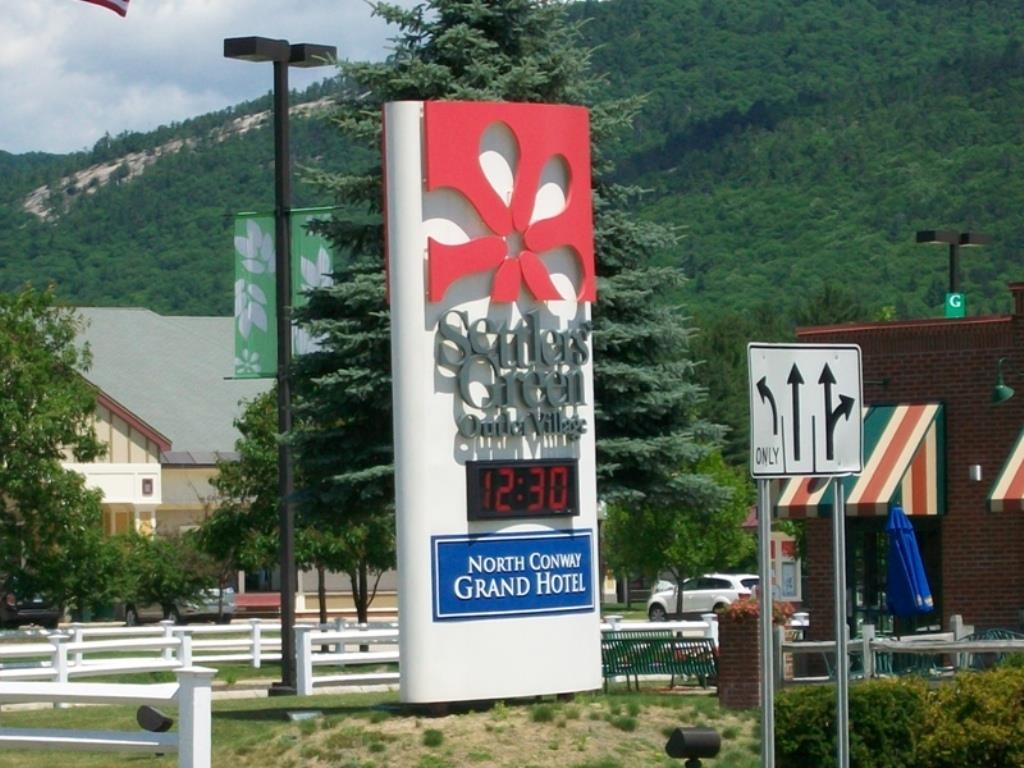 Settlers'
Green
Outlet Village
12:30
NORTH CONWAY
GRAND HOTEL
ONLY
G